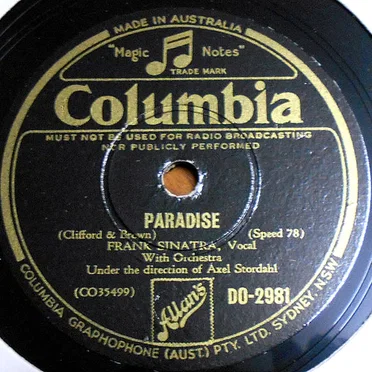 MADE IN AUSTRALIA
"Magic Notes"
TRADE MARK
Columbia
MUST NOT BE USED FOR RADIO BROADCASTING
NOR PUBLICLY PERFORMED
PARADISE
(Clifford & Brown) (Speed 78)
FRANK SINATRA, Vocal
With Orchestra
Under the direction of Axel Stordahl
(CO35499) Allan's DO-2981
COLUMBIA GRAPHOPHONE (AUST.) PTY. LTD. SYDNEY. N.S.W